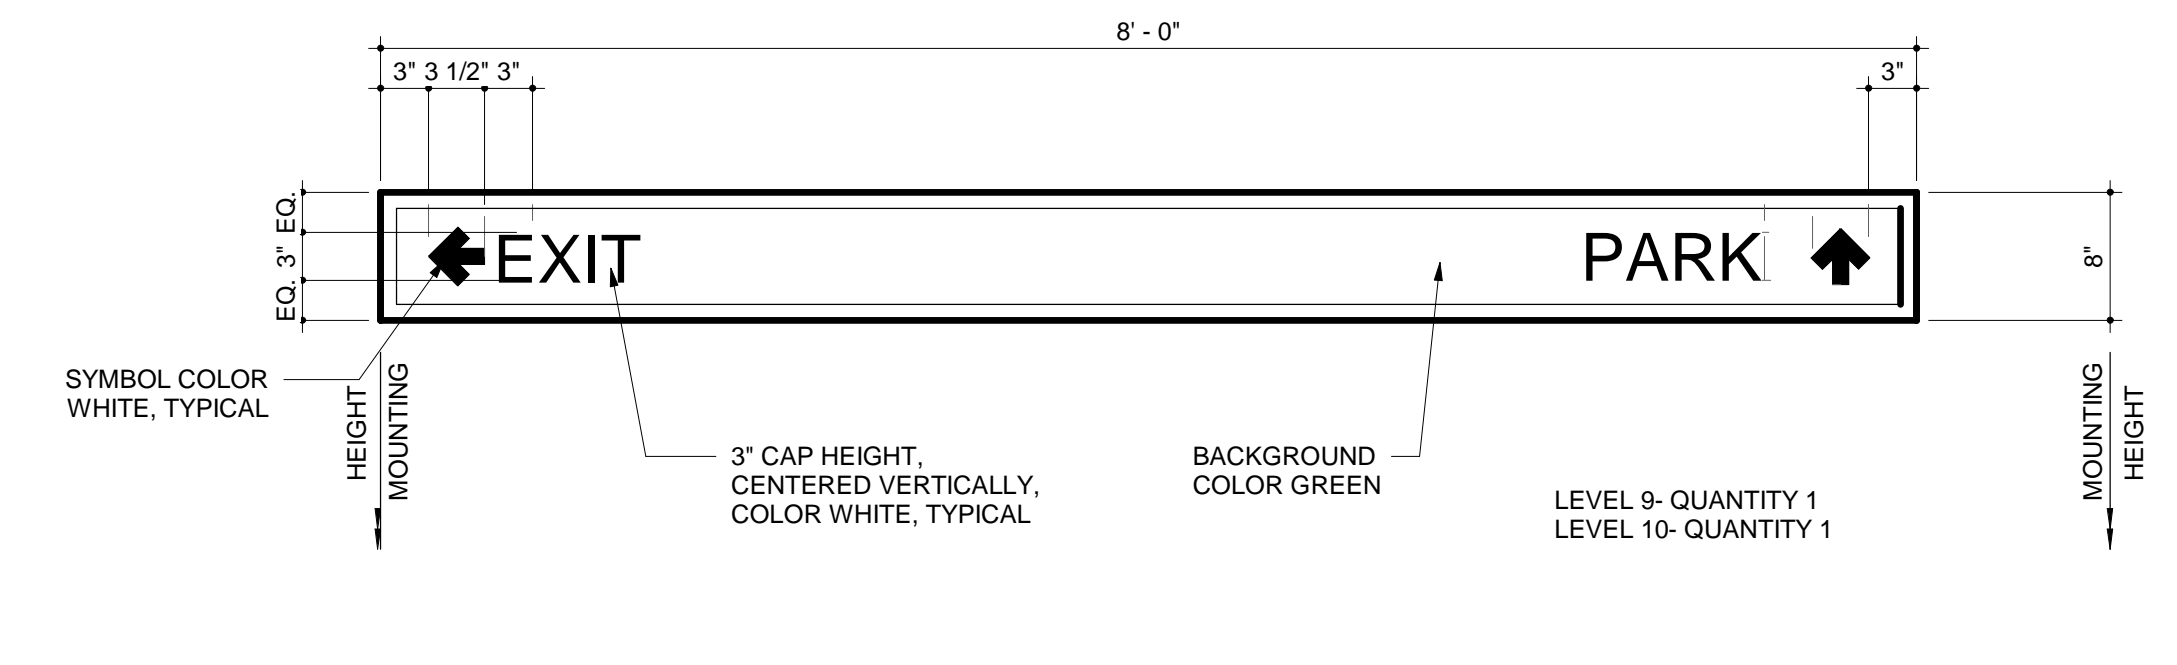 8' - 0"
3" 3 1/2" 3"
3"
EQ. 3" EQ.
EXIT
PARK
8"
SYMBOL COLOR
WHITE, TYPICAL
HEIGHT
MOUNTING
3" CAP HEIGHT,
CENTERED VERTICALLY,
COLOR WHITE, TYPICAL
BACKGROUND
COLOR GREEN
LEVEL 9- QUANTITY 1
LEVEL 10- QUANTITY 1
MOUNTING
HEIGHT